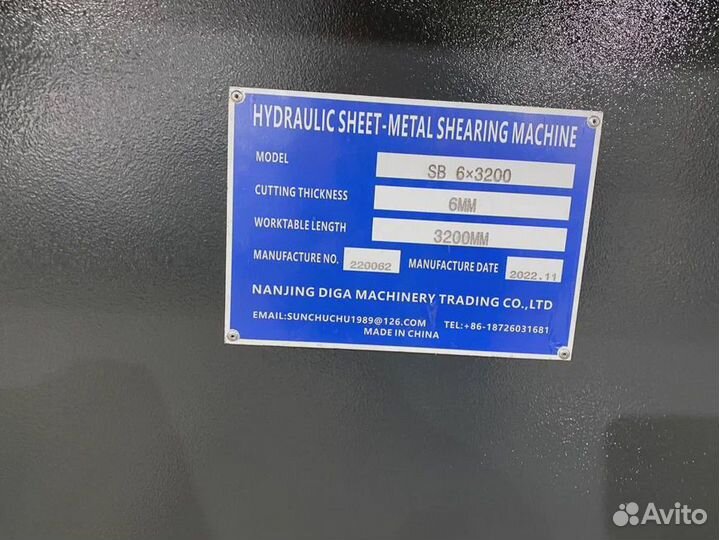 HYDRAULIC SHEET-METAL SHEARING MACHINE
MODEL SB 6×3200
CUTTING THICKNESS 6MM
WORKTABLE LENGTH 3200MM
MANUFACTURE NO. 220062 MANUFACTURE DATE 2022.11
NANJING DIGA MACHINERY TRADING CO.,LTD
EMAIL:SUNCHUCHU1989@126.COM TEL:+86-18726031681
MADE IN CHINA
Avito